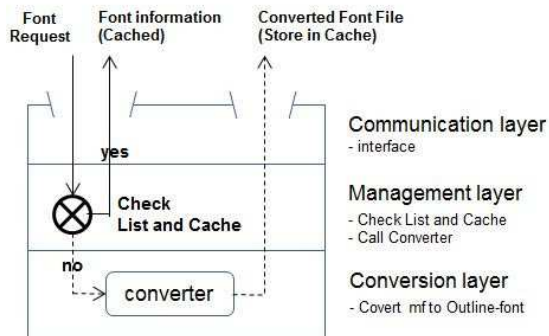 Font
Request
Font information
(Cached)
Converted Font File
(Store in Cache)
yes
Check
List and Cache
no
converter
Communication layer
- interface
Management layer
- Check List and Cache
- Call Converter
Conversion layer
- Covert mf to Outline-font